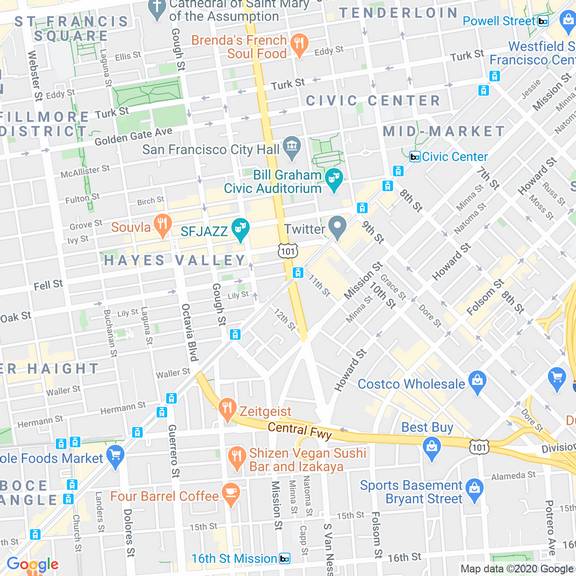 Cathedral of Saint Mary
of the Assumption
ST FRANCIS
SQUARE
TENDERLOIN
Powell Street
Gough St
Ellis St
Brenda's French
Soul Food
Eddy St
Westfield
San Francisco Centre
Webster St
Eddy St
Turk St
Jessie
Mission St
CIVIC CENTER
FILLMORE
DISTRICT
Turk St
Golden Gate Ave
MID-MARKET
San Francisco City Hall
Civic Center
McAllister St
Bill Graham
Civic Auditorium
7th St
Howard St
Russ St
Moss St
Fulton St
Birch St
8th St
Minna St
Natoma St
Grove St
Ivy St
Souvla
SFJAZZ
Twitter
9th St
101
HAYES VALLEY
Howard St
Fell St
Mission St
Grace St
10th St
11th St
Folsom St
8th St
Lily St
Lily St
Minna St
Dore St
Oak St
Gough St
Laguna St
Buchanan St
12th St
Octavia Blvd
ER HAIGHT
Waller St
Waller St
Howard St
Costco Wholesale
Hermann St
Zeitgeist
Central Fwy
Best Buy
101
Dore St
Division
ole Foods Market
Guerrero St
Shizen Vegan Sushi
Bar and Izakaya
14th St
Alameda St
BOCE
ANGLE
Four Barrel Coffee
Sports Basement
Bryant Street
Landers St
Dolores St
Church St
Mission St
Minna St
Natoma St
15th St
15th St
Capp St
S Van Ness
Folsom St
Potrero Ave
16th St Mission
Google
Map data ©2020 Google